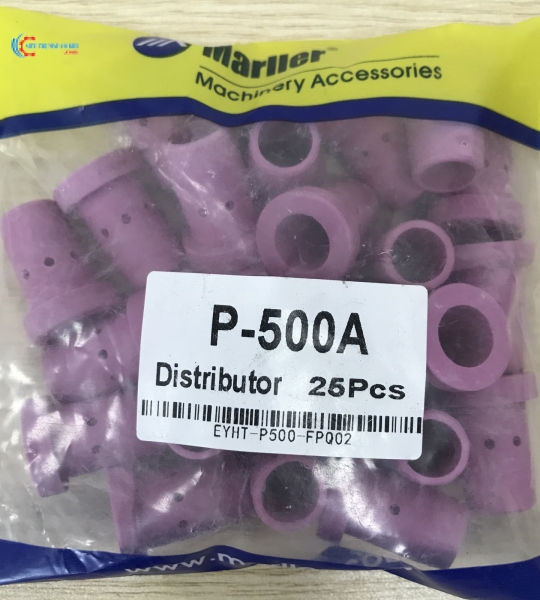 Marller®
Machinery Accessories
P-500A
Distributor 25Pcs
EYHT-P500-FPQ02